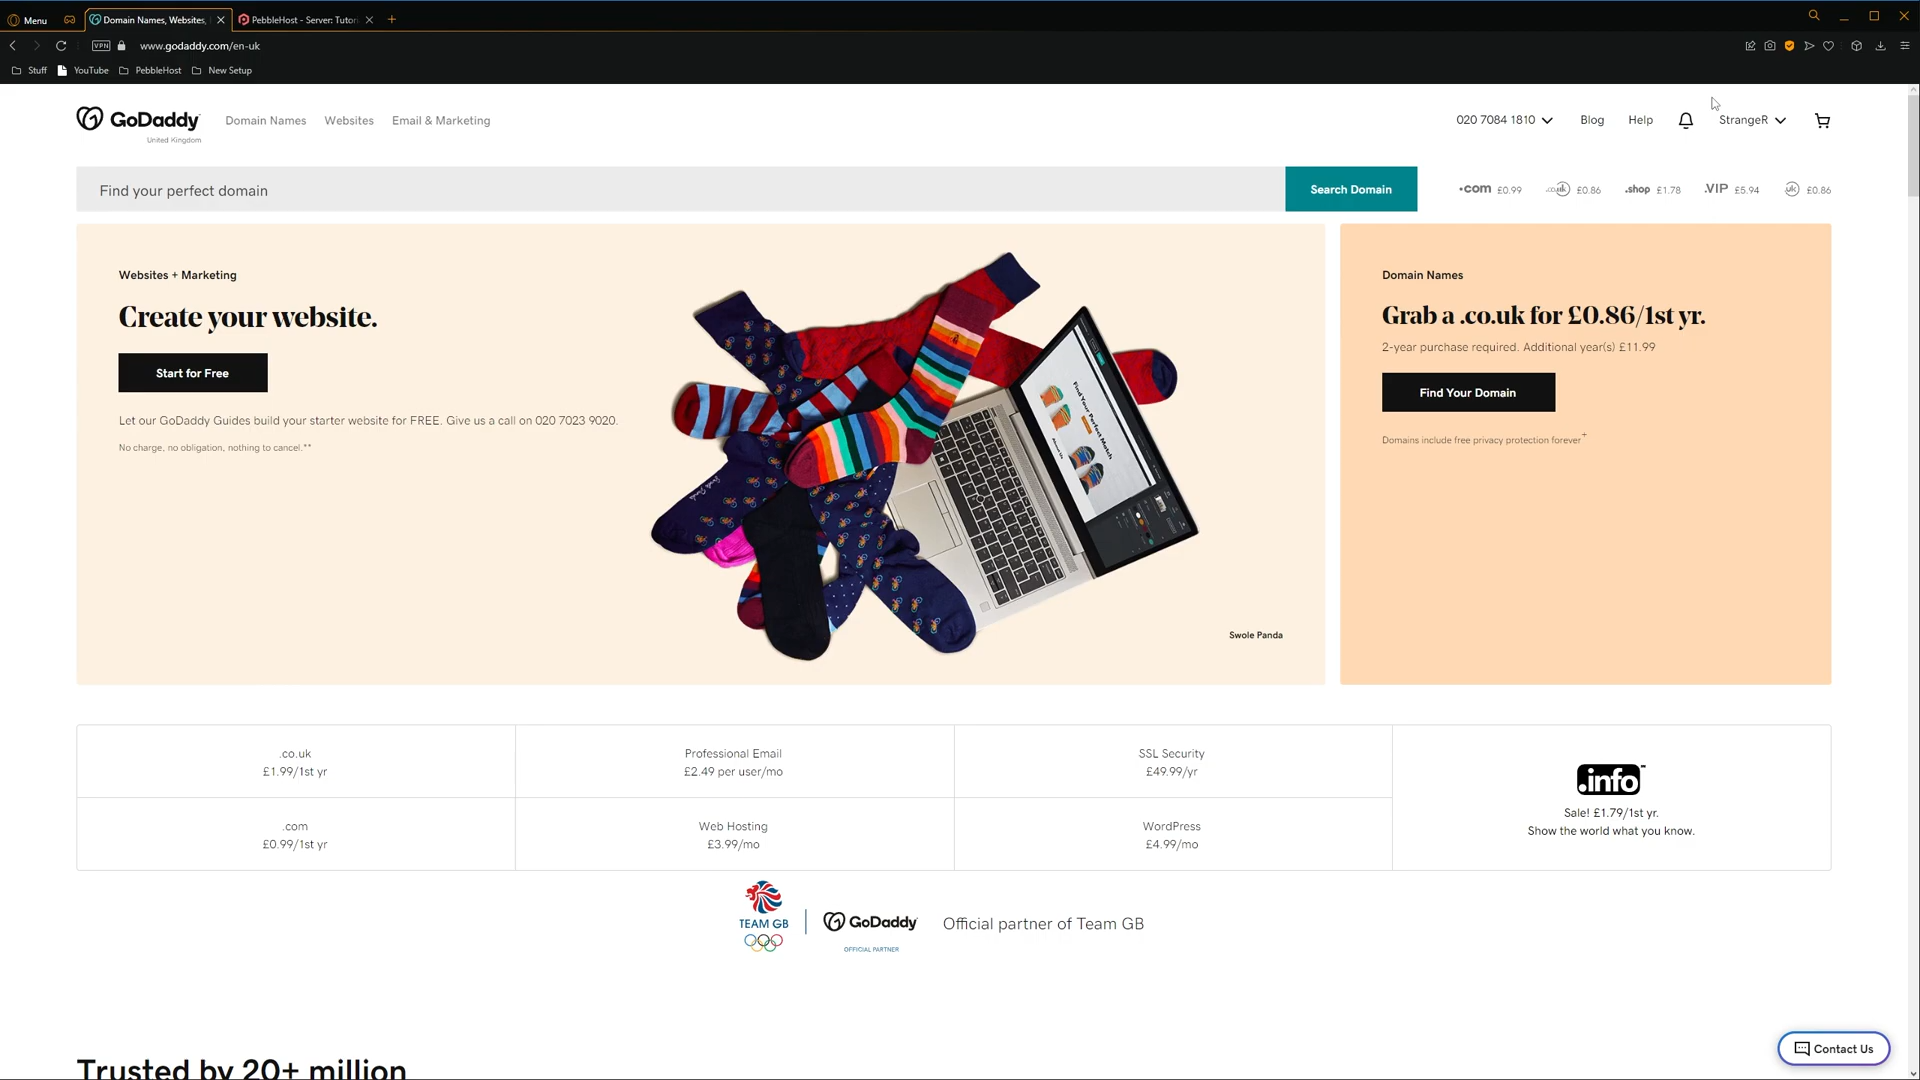 Menu
Domain Names, Websites,
PebbleHost - Server: Tutori
VPN
www.godaddy.com/en-uk
Stuff
YouTube
PebbleHost
New Setup
GoDaddy
United Kingdom
Domain Names
Websites
Email & Marketing
020 7084 1810
Blog
Help
StrangeR
Find your perfect domain
Search Domain
.com £0.99
.co.uk £0.86
.shop £1.78
.VIP £5.94
uk £0.86
Websites + Marketing
Create your website.
Start for Free
Let our GoDaddy Guides build your starter website for FREE. Give us a call on 020 7023 9020.
No charge, no obligation, nothing to cancel.**
Find Your Perfect Match
Swole Panda
Domain Names
Grab a .co.uk for £0.86/1st yr.
2-year purchase required. Additional year(s) £11.99
Find Your Domain
Domains include free privacy protection forever+
.co.uk
£1.99/1st yr
Professional Email
£2.49 per user/mo
SSL Security
£49.99/yr
.com
£0.99/1st yr
Web Hosting
£3.99/mo
WordPress
£4.99/mo
.info™
Sale! £1.79/1st yr.
Show the world what you know.
TEAM GB
GoDaddy
OFFICIAL PARTNER
Official partner of Team GB
Trusted by 20+ million
Contact Us